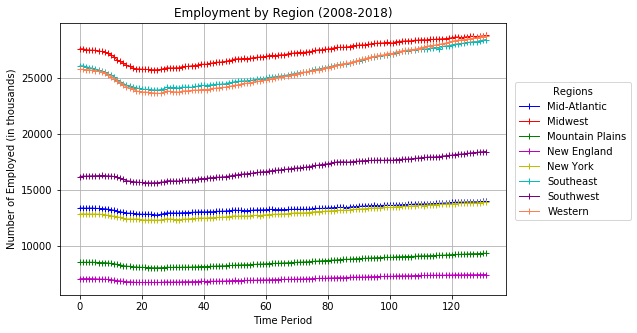 Employment by Region (2008-2018)
Number of Employed (in thousands)
25000
20000
15000
10000
0
20
40
60
80
100
120
Time Period
Regions
Mid-Atlantic
Midwest
Mountain Plains
New England
New York
Southeast
Southwest
Western